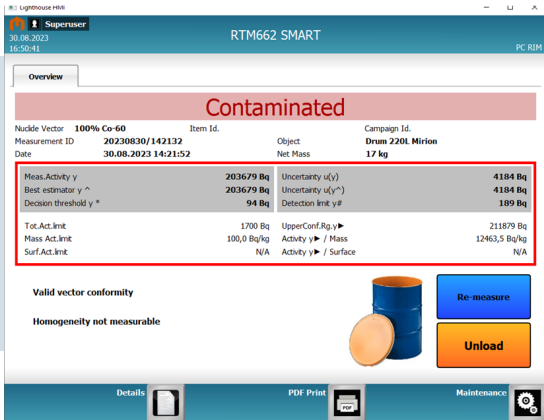 Lighthouse HMI
Superuser
30.08.2023
16:50:41
RTM662 SMART
PC RIM
Overview
Contaminated
Nuclide Vector 100% Co-60 Item Id. Campaign Id.
Measurement ID 20230830/142132 Object Drum 220L Mirion
Date 30.08.2023 14:21:52 Net Mass 17 kg
Meas.Activity y 203679 Bq Uncertainty u(y) 4184 Bq
Best estimator y ^ 203679 Bq Uncertainty u(y^) 4184 Bq
Decision threshold y * 94 Bq Detection limit y# 189 Bq
Tot.Act.limit 1700 Bq UpperConf.Rg.y► 211879 Bq
Mass Act.limit 100,0 Bq/kg Activity y► / Mass 12463,5 Bq/kg
Surf.Act.limit N/A Activity y► / Surface N/A
Valid vector conformity
Homogeneity not measurable
Re-measure
Unload
Details PDF Print Maintenance
PDF